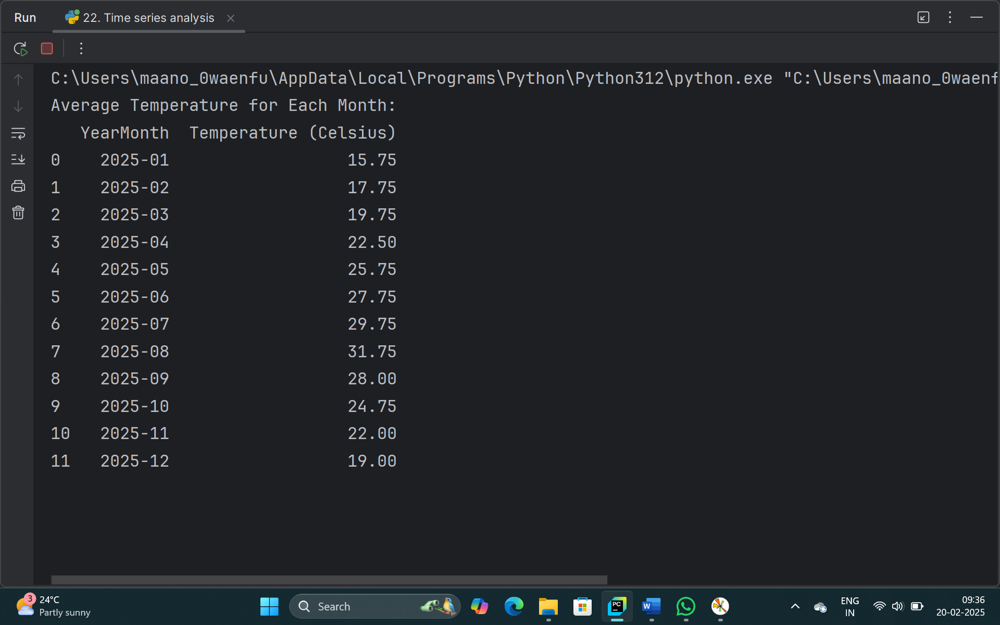 Run 22. Time series analysis
C:\Users\maano_0waenfu\AppData\Local\Programs\Python\Python312\python.exe "C:\Users\maano_0waenf
Average Temperature for Each Month:
YearMonth Temperature (Celsius)
0 2025-01 15.75
1 2025-02 17.75
2 2025-03 19.75
3 2025-04 22.50
4 2025-05 25.75
5 2025-06 27.75
6 2025-07 29.75
7 2025-08 31.75
8 2025-09 28.00
9 2025-10 24.75
10 2025-11 22.00
11 2025-12 19.00
3 24°C
Partly sunny
Search
PC
W
ENG
IN
09:36
20-02-2025